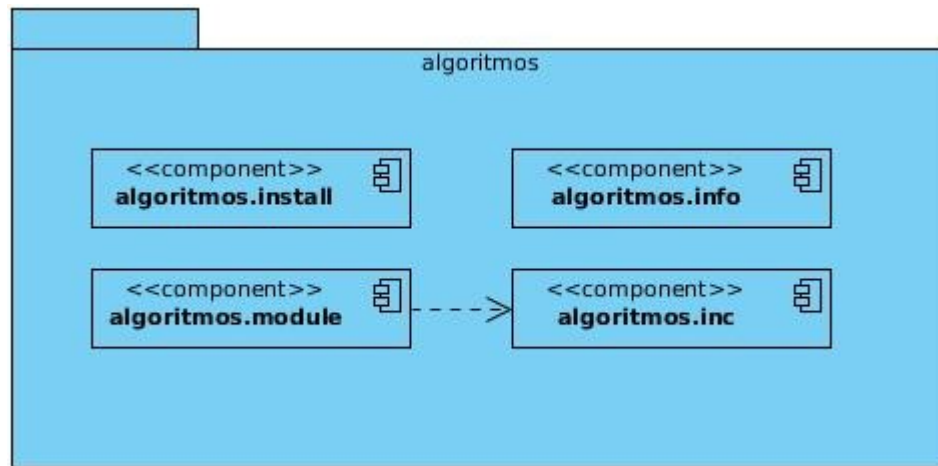 algoritmos
<<component>>
algoritmos.install
<<component>>
algoritmos.info
<<component>>
algoritmos.module
<<component>>
algoritmos.inc